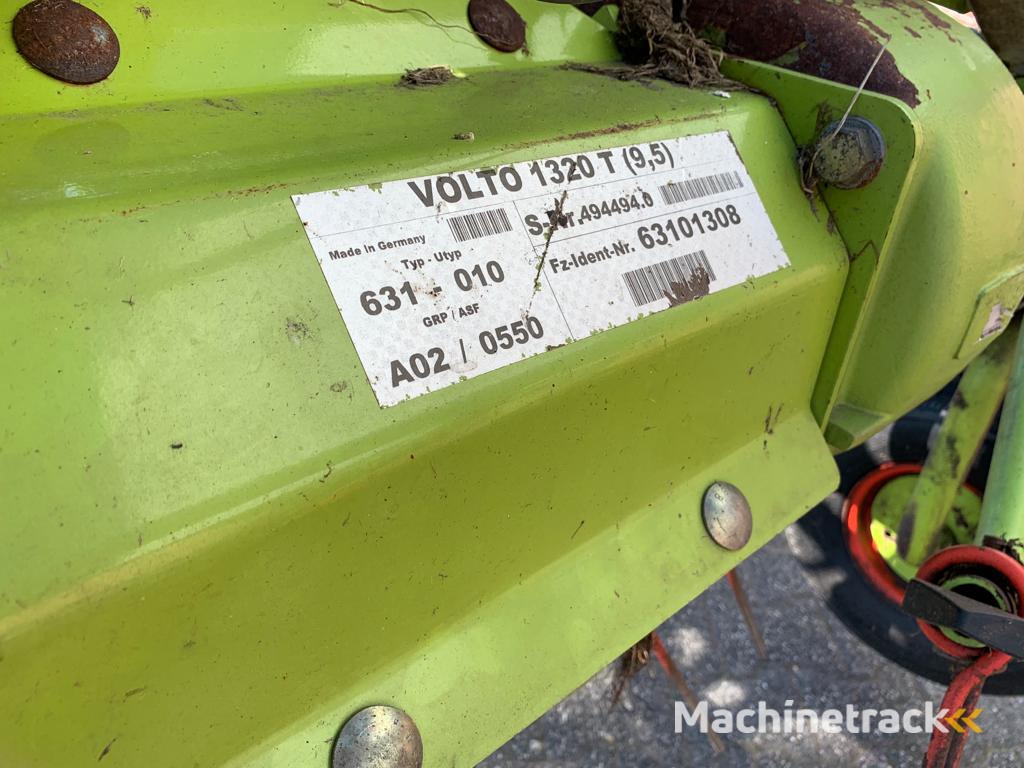 VOLTO 1320 T (9,5)
Made in Germany
Typ - Utyp
631 - 010
GRP / ASF
A02 / 0550
S.-Nr. 494494.0
Fz-Ident-Nr. 63101308
Machinetrack